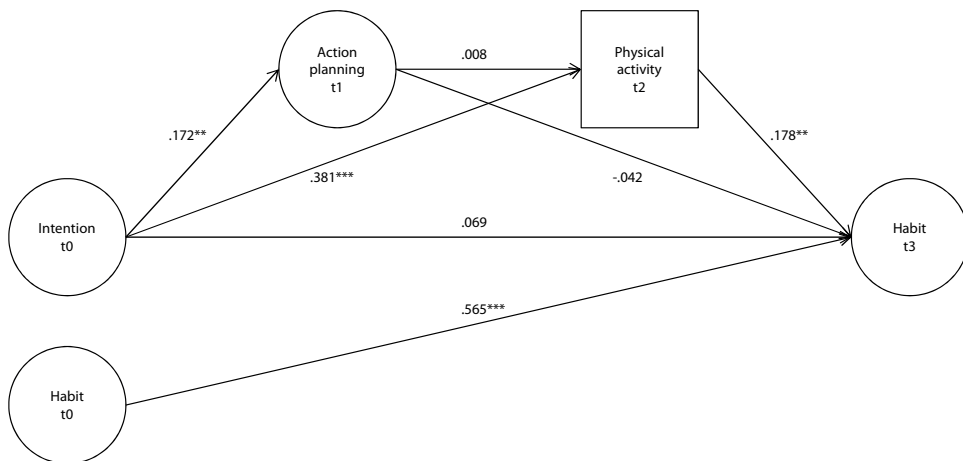 Action
planning
t1
.008
Physical
activity
t2
.172**
.178**
.381***
-.042
Intention
t0
.069
Habit
t3
.565***
Habit
t0